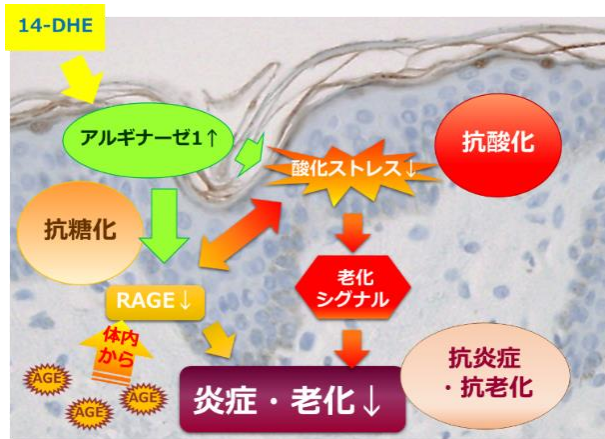 14-DHE
アルギナーゼ1↑
抗酸化
酸化ストレス↓
抗糖化
老化
シグナル
RAGE↓
体内
から
AGE
AGE
AGE
炎症・老化↓
抗炎症
・抗老化